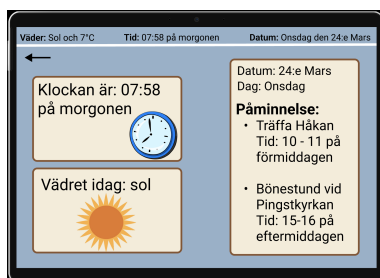 Väder: Sol och 7°C Tid: 07:58 på morgonen Datum: Onsdag den 24:e Mars
Klockan är: 07:58
på morgonen
Vädret idag: sol
Datum: 24:e Mars
Dag: Onsdag
Påminnelse:
• Träffa Håkan
Tid: 10 - 11 på
förmiddagen
• Bönestund vid
Pingstkyrkan
Tid: 15-16 på
eftermiddagen